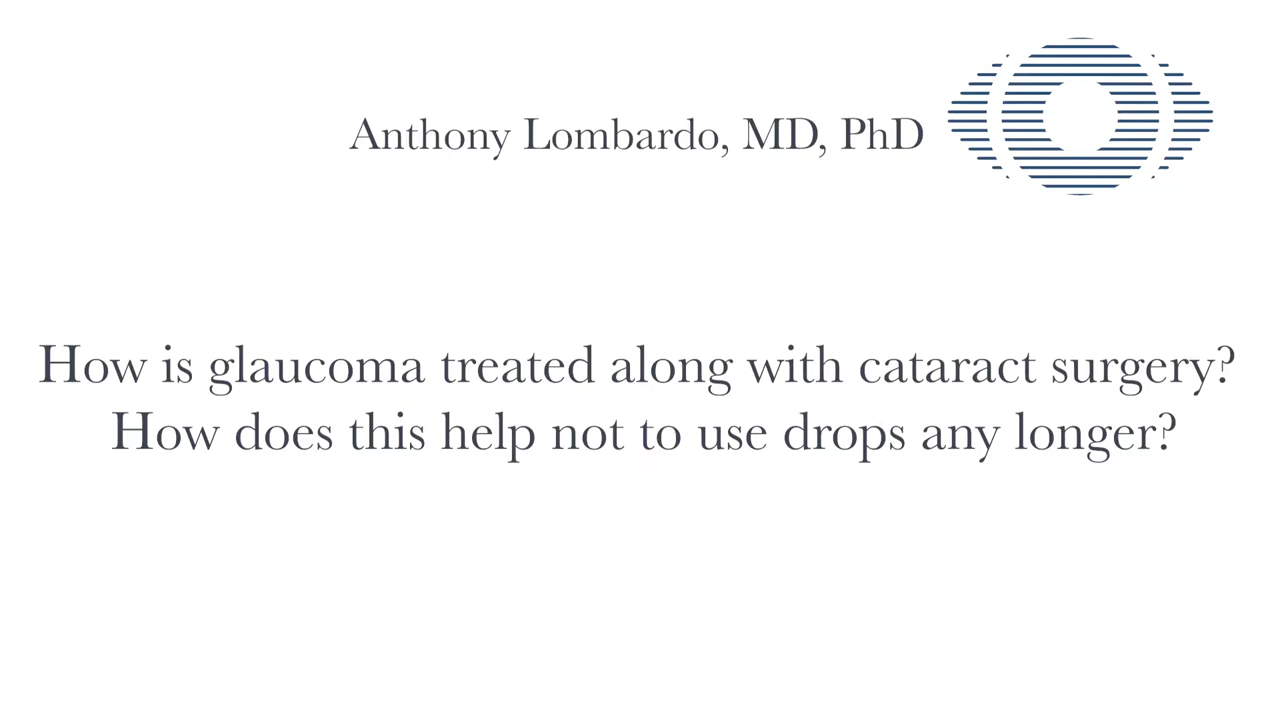 Anthony Lombardo, MD, PhD
How is glaucoma treated along with cataract surgery?
How does this help not to use drops any longer?